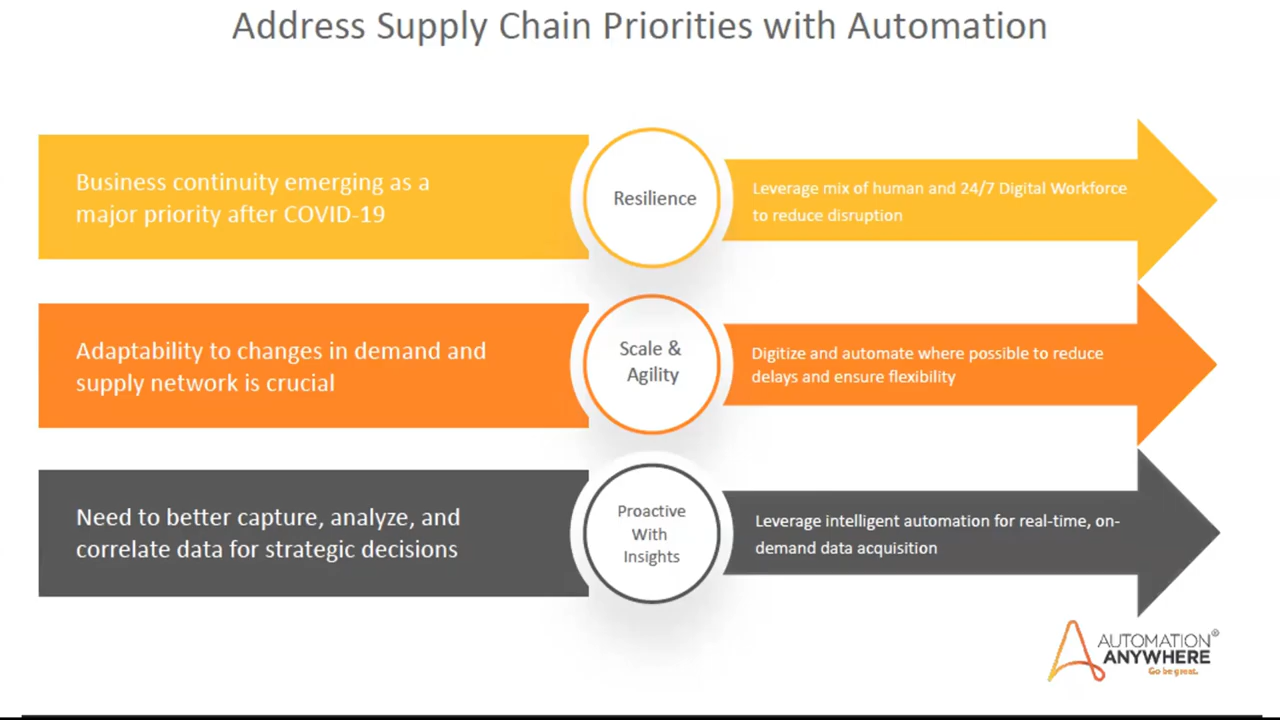 Address Supply Chain Priorities with Automation
Business continuity emerging as a
major priority after COVID-19
Resilience
Leverage mix of human and 24/7 Digital Workforce
to reduce disruption
Adaptability to changes in demand and
supply network is crucial
Scale &
Agility
Digitize and automate where possible to reduce
delays and ensure flexibility
Need to better capture, analyze, and
correlate data for strategic decisions
Proactive
With
Insights
Leverage intelligent automation for real-time, on-
demand data acquisition
AUTOMATION®
ANYWHERE
Go be great.